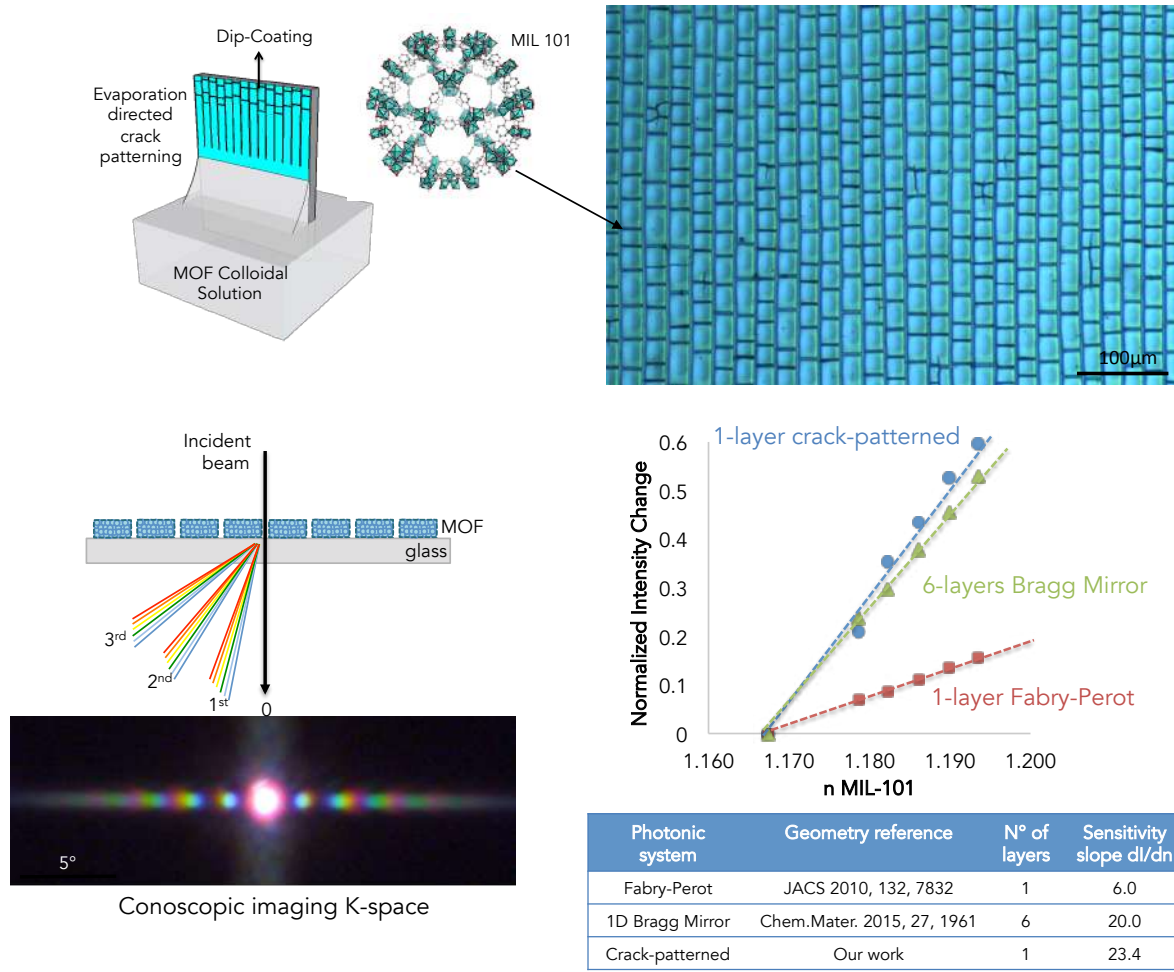 Dip-Coating
MIL 101
Evaporation
directed
crack
patterning
MOF Colloidal
Solution
100µm
Incident
beam
MOF
glass
3rd
2nd
1st
0
5°
Conoscopic imaging K-space
1-layer crack-patterned
6-layers Bragg Mirror
1-layer Fabry-Perot
Normalized Intensity Change
0.6
0.5
0.4
0.3
0.2
0.1
0
1.160 1.170 1.180 1.190 1.200
n MIL-101
Photonic system Geometry reference N° of layers Sensitivity slope dI/dn
Fabry-Perot JACS 2010, 132, 7832 1 6.0
1D Bragg Mirror Chem.Mater. 2015, 27, 1961 6 20.0
Crack-patterned Our work 1 23.4